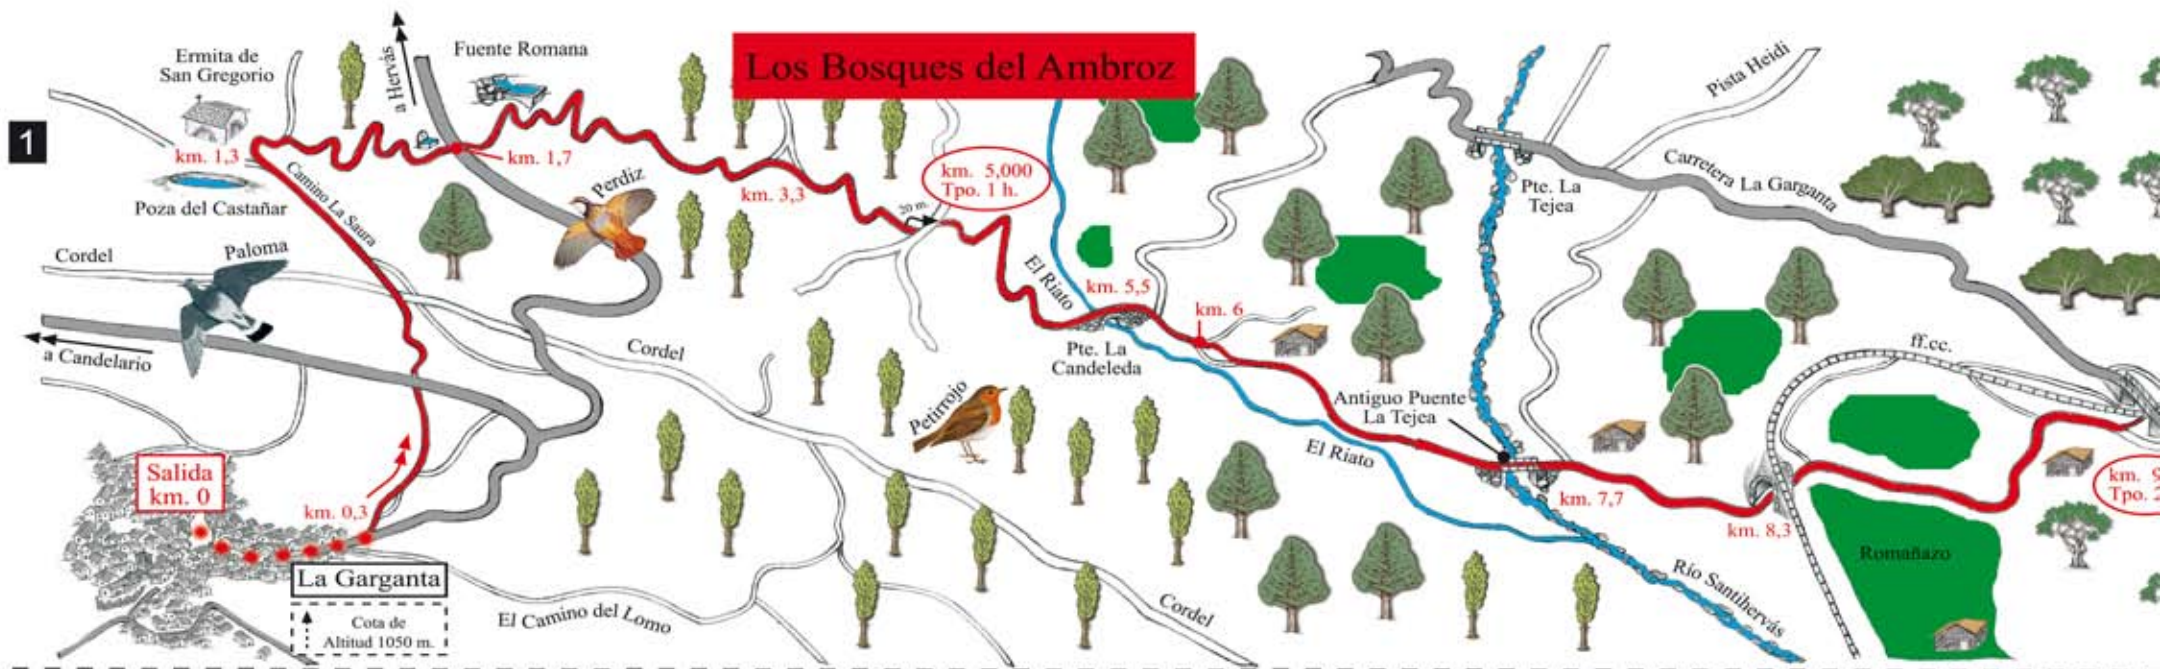 Los Bosques del Ambroz
1
Ermita de
San Gregorio
a Hervás
Fuente Romana
km. 1,3
km. 1,7
Poza del Castañar
Camino La Saura
Perdiz
km. 3,3
20 m.
km. 5,000
Tpo. 1 h.
Cordel
Paloma
a Candelario
Cordel
Petirrojo
El Riato
km. 5,5
Pte. La
Candeleda
km. 6
Pte. La
Tejea
Pista Heidi
Carretera La Garganta
ff.cc.
Antiguo Puente
La Tejea
El Riato
km. 7,7
km. 8,3
km. 9
Tpo. 2
Romañazo
Río Santihervás
Salida
km. 0
km. 0,3
La Garganta
Cota de
Altitud 1050 m.
El Camino del Lomo
Cordel